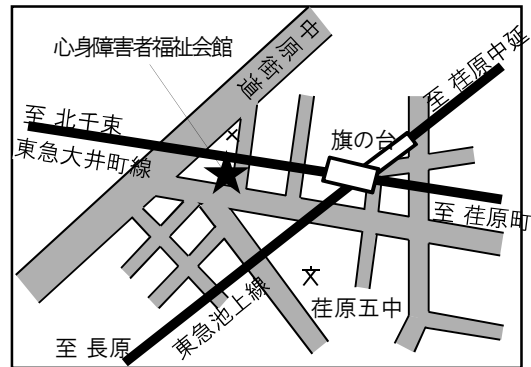 心身障害者福祉会館
中原街道
至 荏原中延
至 北千束
旗の台
東急大井町線
至 荏原町
東急池上線
荏原五中
至 長原